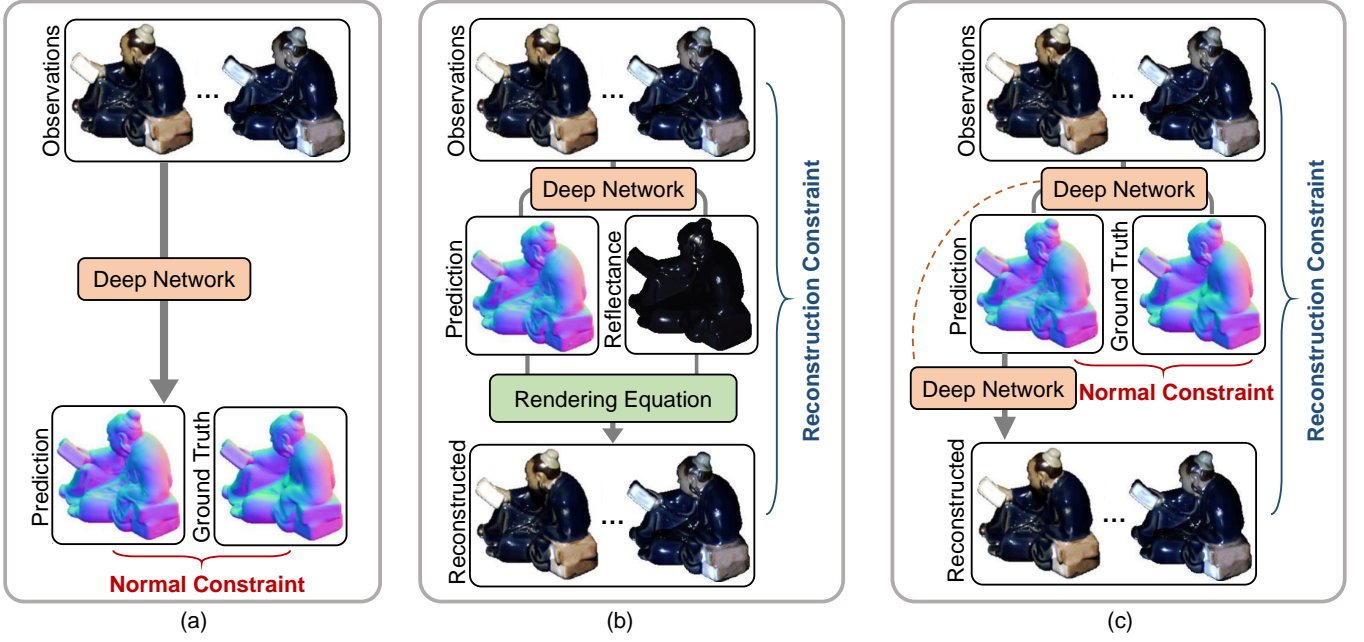 Observations
...
Deep Network
Prediction
Ground Truth
Normal Constraint
(a)
Observations
...
Deep Network
Prediction
Reflectance
Rendering Equation
Reconstructed
...
Reconstruction Constraint
(b)
Observations
...
Deep Network
Prediction
Ground Truth
Normal Constraint
Deep Network
Reconstructed
...
Reconstruction Constraint
(c)